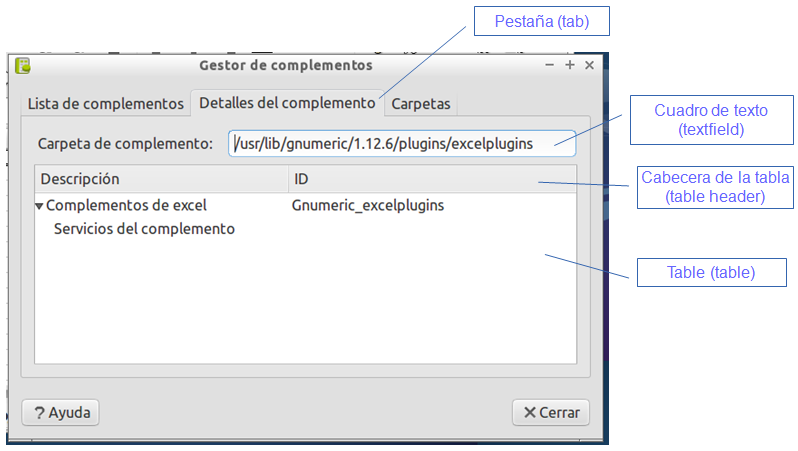 Pestaña (tab)
Gestor de complementos
Lista de complementos Detalles del complemento Carpetas
Carpeta de complemento: /usr/lib/gnumeric/1.12.6/plugins/excelplugins
Cuadro de texto
(textfield)
Descripción ID
Cabecera de la tabla
(table header)
Complementos de excel Gnumeric_excelplugins
Servicios del complemento
Table (table)
?Ayuda
Cerrar